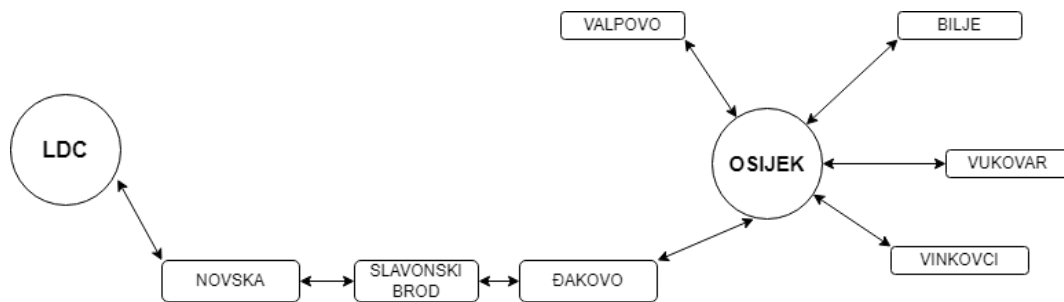 VALPOVO
BILJE
LDC
OSIJEK
VUKOVAR
VINKOVCI
NOVSKA
SLAVONSKI
BROD
ĐAKOVO